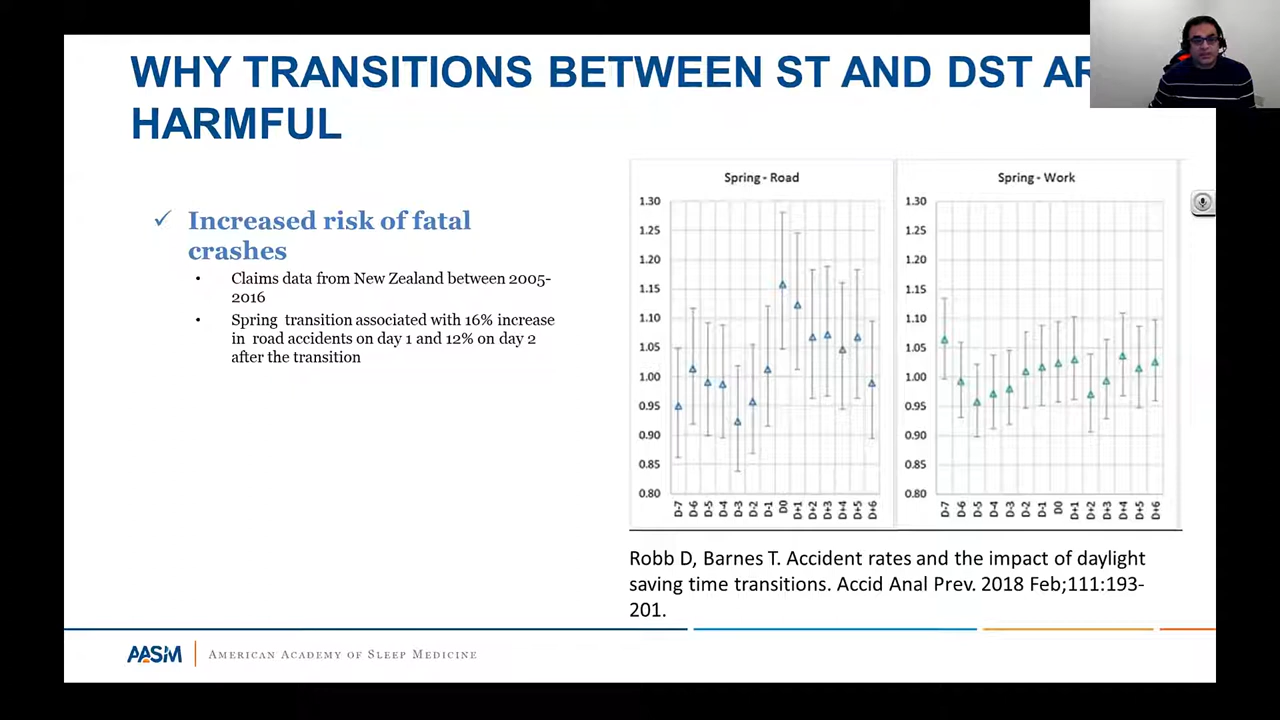 WHY TRANSITIONS BETWEEN ST AND DST AR
HARMFUL
✓ Increased risk of fatal
crashes
• Claims data from New Zealand between 2005-
2016
• Spring transition associated with 16% increase
in road accidents on day 1 and 12% on day 2
after the transition
Spring - Road
1.30
1.25
1.20
1.15
1.10
1.05
1.00
0.95
0.90
0.85
0.80
D-7 D-6 D-5 D-4 D-3 D-2 D-1 D0 D+1 D+2 D+3 D+4 D+5 D+6
Spring - Work
1.30
1.25
1.20
1.15
1.10
1.05
1.00
0.95
0.90
0.85
0.80
D-7 D-6 D-5 D-4 D-3 D-2 D-1 D0 D+1 D+2 D+3 D+4 D+5 D+6
Robb D, Barnes T. Accident rates and the impact of daylight
saving time transitions. Accid Anal Prev. 2018 Feb;111:193-
201.
AASM AMERICAN ACADEMY OF SLEEP MEDICINE